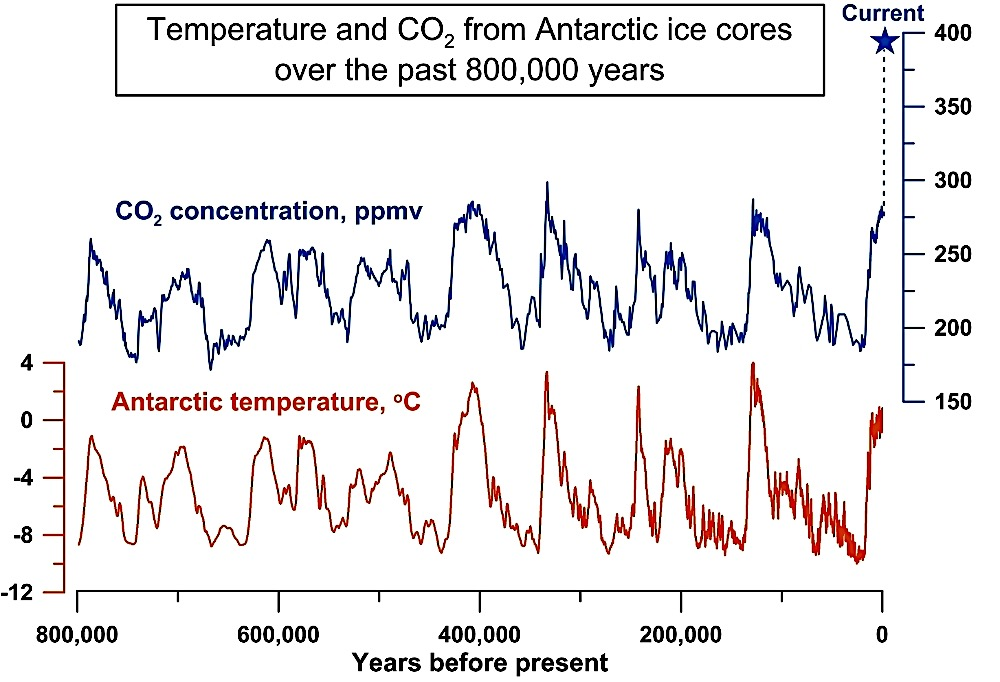 Temperature and CO₂ from Antarctic ice cores
over the past 800,000 years
Current
400
350
300
250
200
150
CO₂ concentration, ppmv
Antarctic temperature, °C
4
0
-4
-8
-12
800,000
600,000
400,000
200,000
0
Years before present